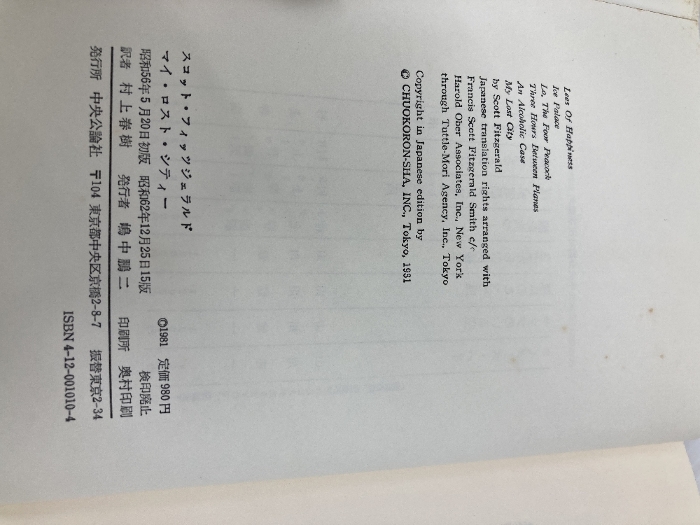 Lees Of Happiness
Ice Palace
Lo, The Poor Peacock
Three Hours Between Planes
An Alcoholic Case
My Lost City
by Scott Fitzgerald
Japanese translation rights arranged with
Francis Scott Fitzgerald Smith c/o
Harold Ober Associates, Inc., New York
through Tuttle-Mori Agency, Inc., Tokyo
Copyright in Japanese edition by
© CHUOKORON-SHA, INC., Tokyo, 1981
スコット・フィッツジェラルド
マイ・ロスト・シティー ©1981 定価980円
昭和56年5月20日初版 昭和62年12月25日15版 検印廃止
訳者 村上春樹 発行者 嶋中鵬二 印刷所 奥村印刷
発行所 中央公論社 〒104 東京都中央区京橋2-8-7 振替東京2-34
ISBN4-12-001010-4